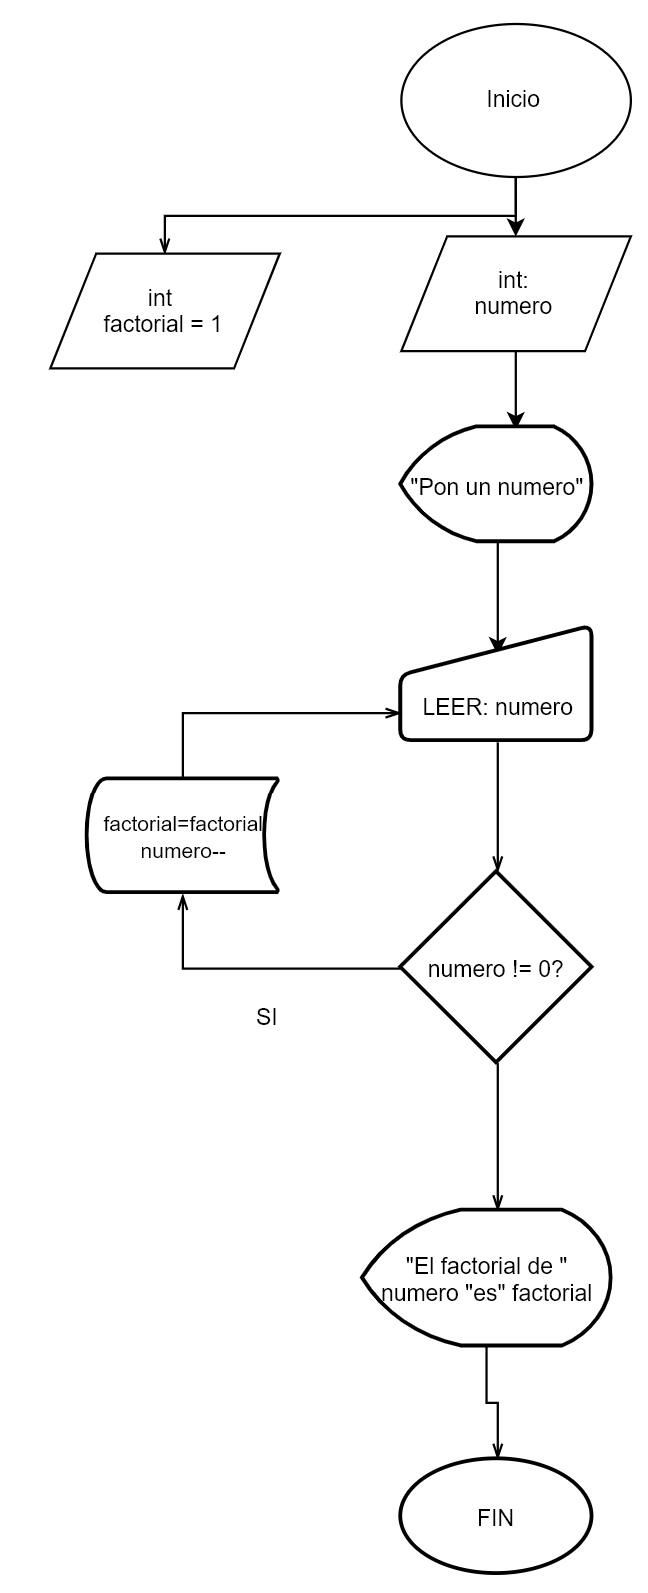 Inicio
int
factorial = 1
int:
numero
"Pon un numero"
LEER: numero
factorial=factorial
numero--
numero != 0?
SI
"El factorial de "
numero "es" factorial
FIN